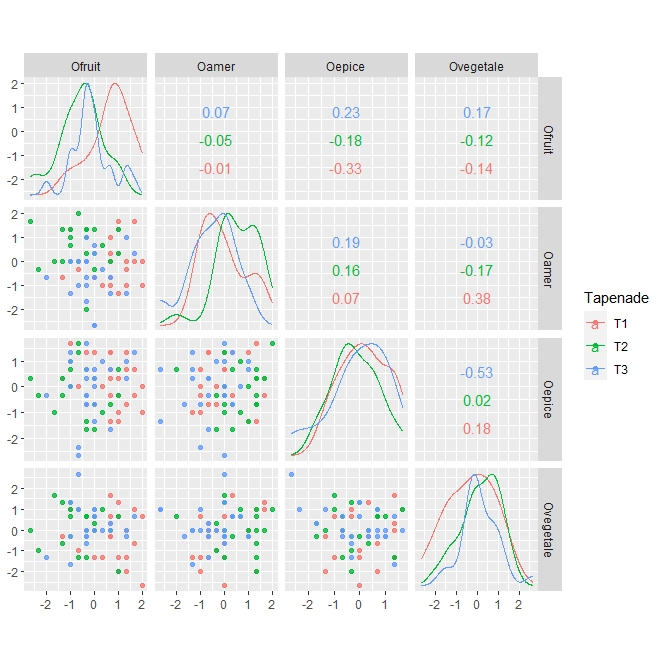 Ofruit Oamer Oepice Ovegetale
2
1
0
-1
-2
0.07 0.23 0.17
-0.05 -0.18 -0.12
-0.01 -0.33 -0.14
Ofruit
2
1
0
-1
-2
0.19 -0.03
0.16 -0.17
0.07 0.38
Oamer
1
0
-1
-2
-0.53
0.02
0.18
Oepice
2
1
0
-1
-2
Ovegetale
-2 -1 0 1 2 -2 -1 0 1 2 -2 -1 0 1 -2 -1 0 1 2
Tapenade
a T1
a T2
a T3